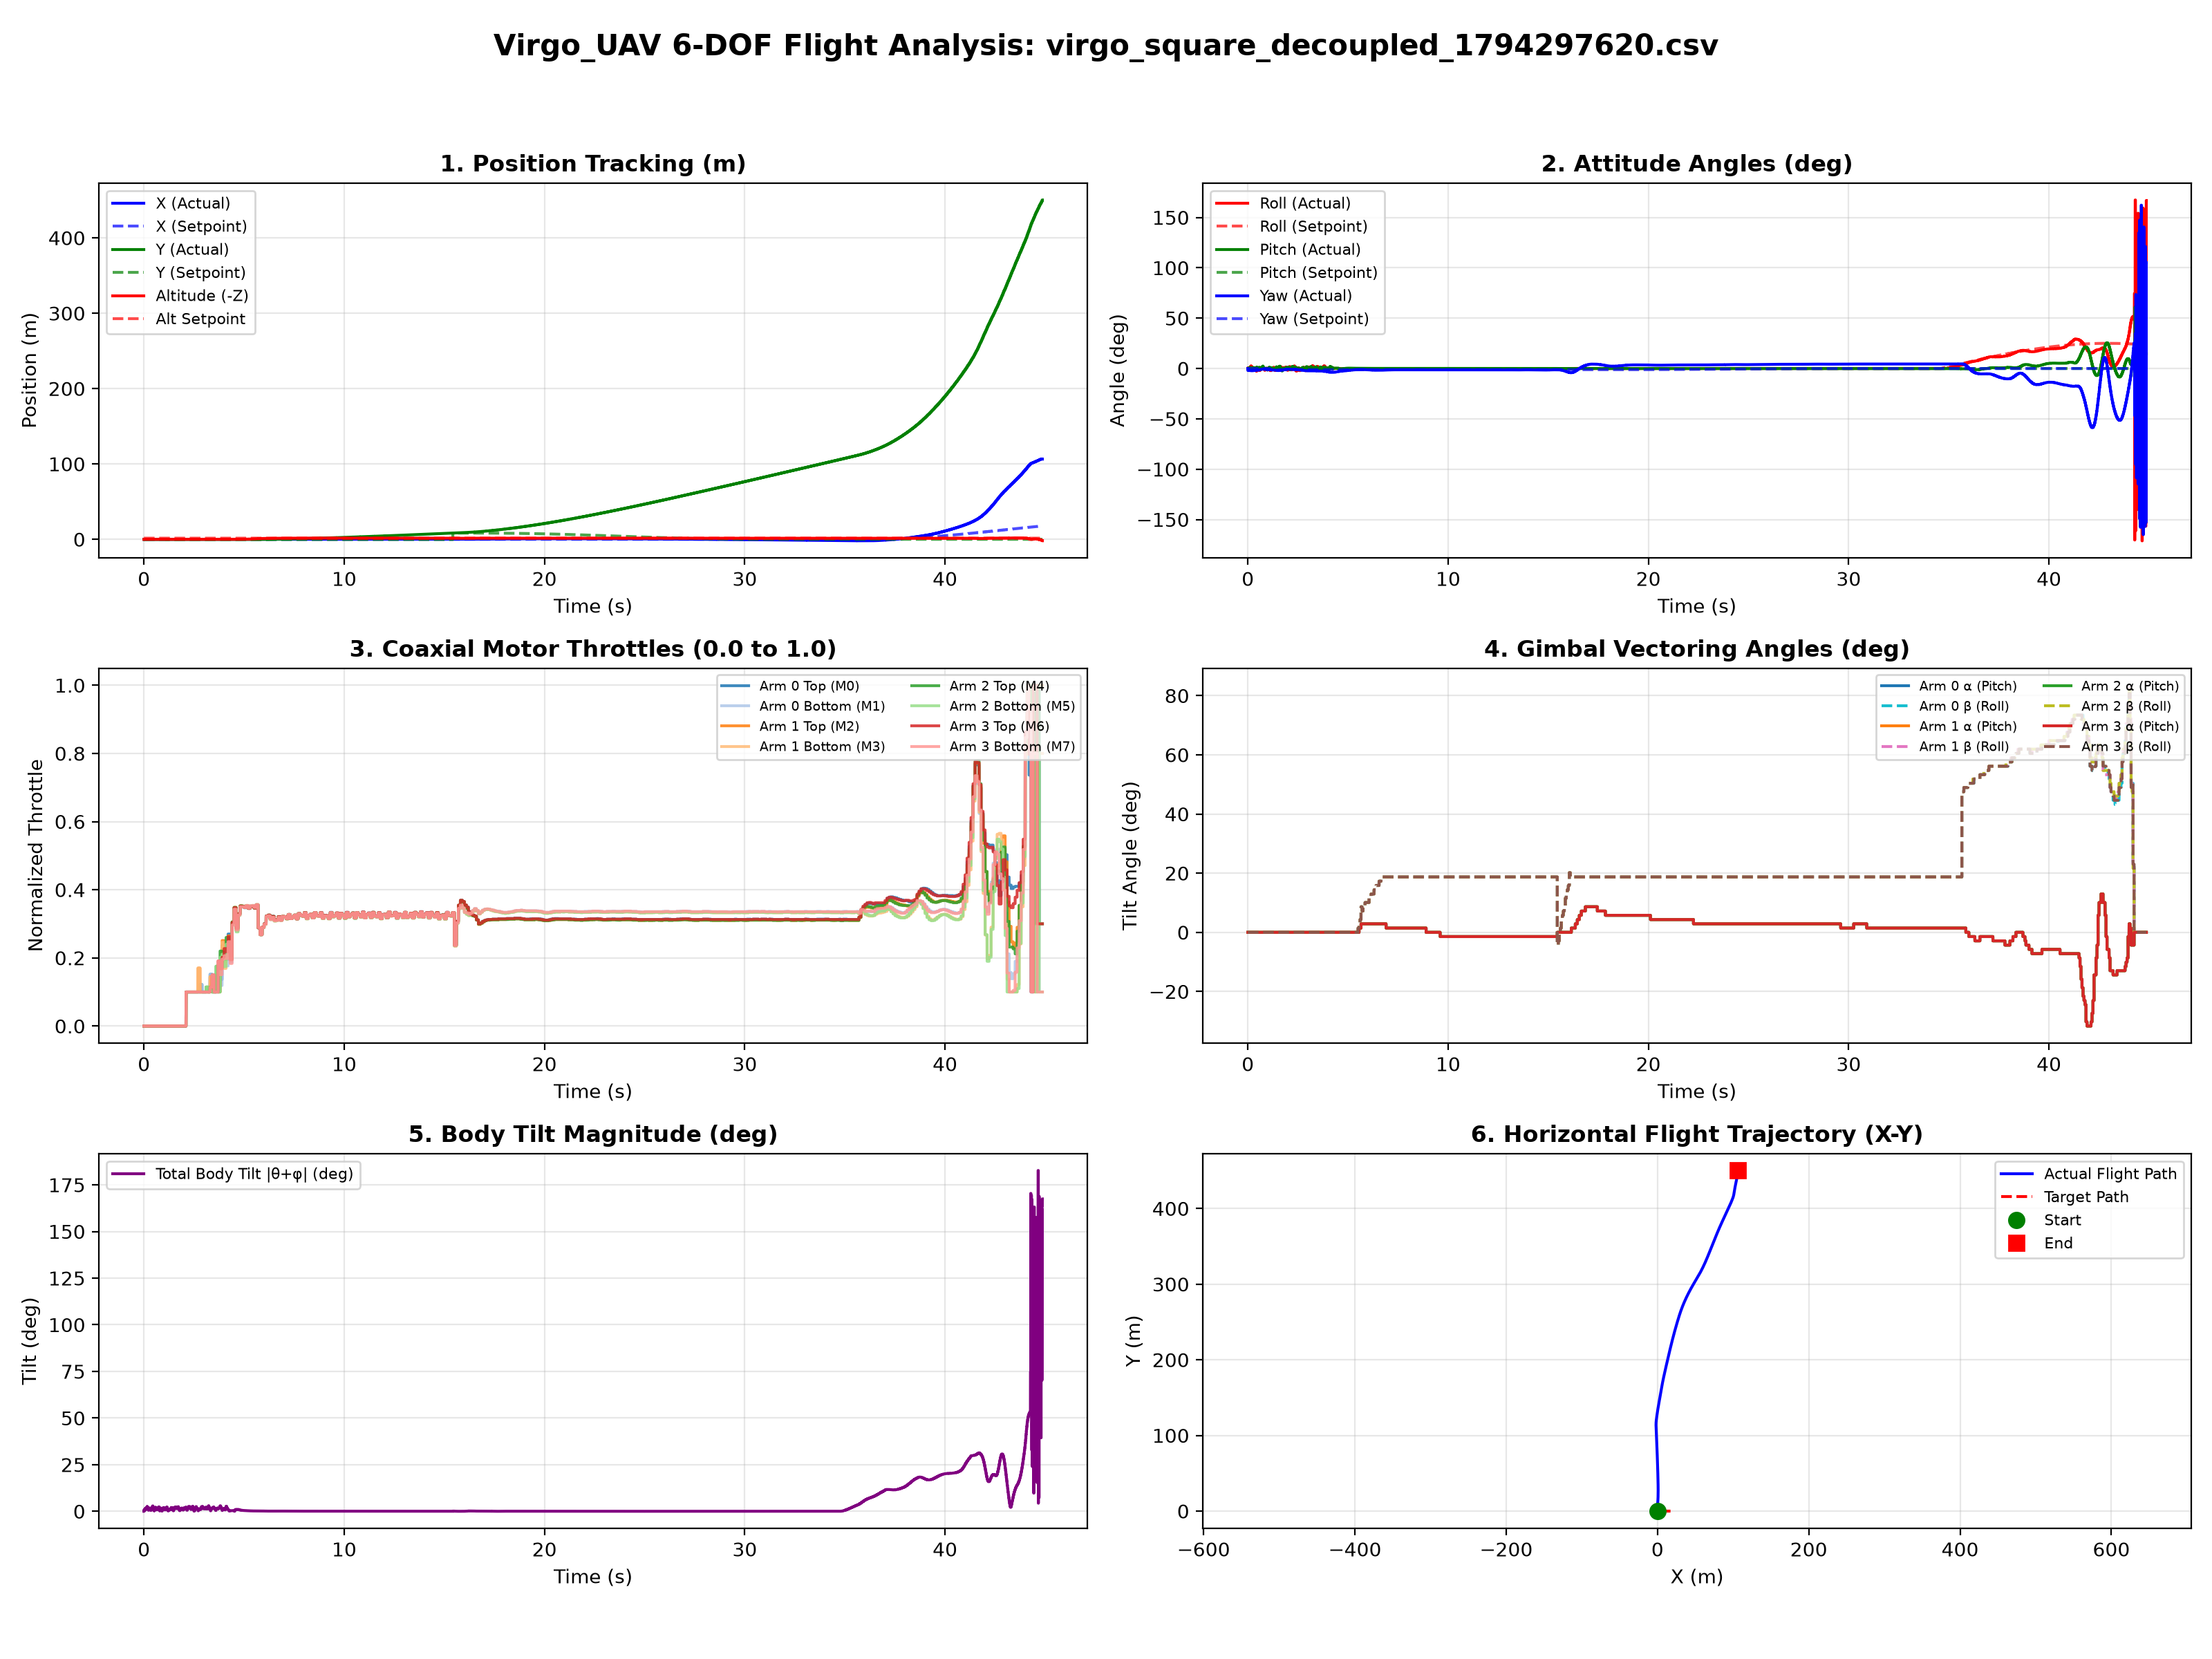 Virgo_UAV 6-DOF Flight Analysis: virgo_square_decoupled_1794297620.csv
1. Position Tracking (m)
X (Actual)
X (Setpoint)
Y (Actual)
Y (Setpoint)
Altitude (-Z)
Alt Setpoint
Position (m)
400
300
200
100
0
0 10 20 30 40
Time (s)
2. Attitude Angles (deg)
Roll (Actual)
Roll (Setpoint)
Pitch (Actual)
Pitch (Setpoint)
Yaw (Actual)
Yaw (Setpoint)
Angle (deg)
150
100
50
0
−50
−100
−150
0 10 20 30 40
Time (s)
3. Coaxial Motor Throttles (0.0 to 1.0)
Arm 0 Top (M0)
Arm 0 Bottom (M1)
Arm 1 Top (M2)
Arm 1 Bottom (M3)
Arm 2 Top (M4)
Arm 2 Bottom (M5)
Arm 3 Top (M6)
Arm 3 Bottom (M7)
Normalized Throttle
1.0
0.8
0.6
0.4
0.2
0.0
0 10 20 30 40
Time (s)
4. Gimbal Vectoring Angles (deg)
Arm 0 α (Pitch)
Arm 0 β (Roll)
Arm 1 α (Pitch)
Arm 1 β (Roll)
Arm 2 α (Pitch)
Arm 2 β (Roll)
Arm 3 α (Pitch)
Arm 3 β (Roll)
Tilt Angle (deg)
80
60
40
20
0
−20
0 10 20 30 40
Time (s)
5. Body Tilt Magnitude (deg)
Total Body Tilt |θ+φ| (deg)
Tilt (deg)
175
150
125
100
75
50
25
0
0 10 20 30 40
Time (s)
6. Horizontal Flight Trajectory (X-Y)
Actual Flight Path
Target Path
Start
End
Y (m)
400
300
200
100
0
−600 −400 −200 0 200 400 600
X (m)